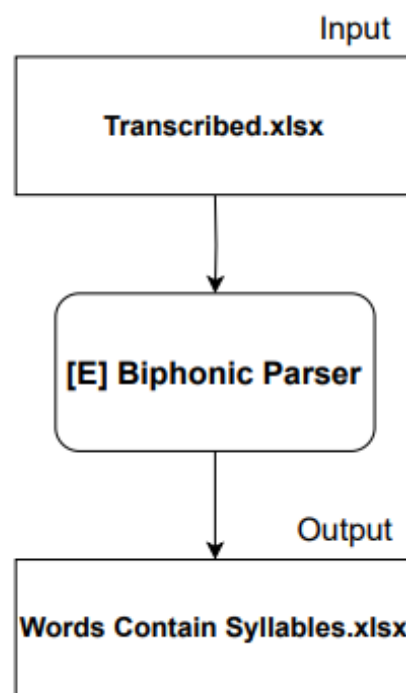 Input
Transcribed.xlsx
[E] Biphonic Parser
Output
Words Contain Syllables.xlsx